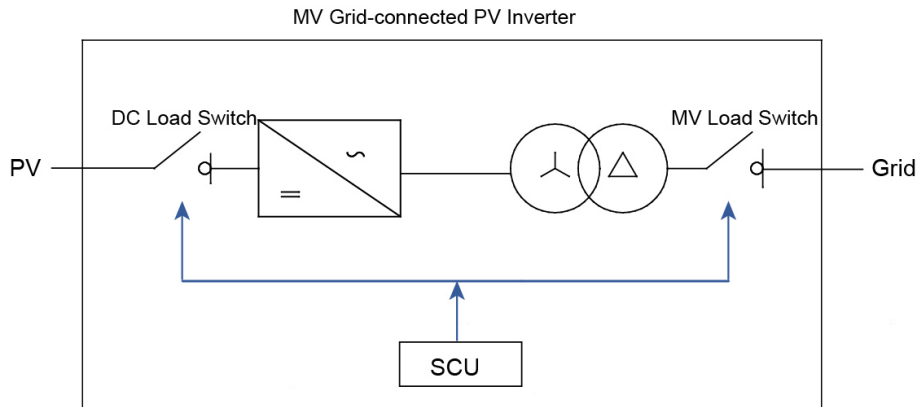 MV Grid-connected PV Inverter
DC Load Switch
MV Load Switch
PV
Grid
SCU